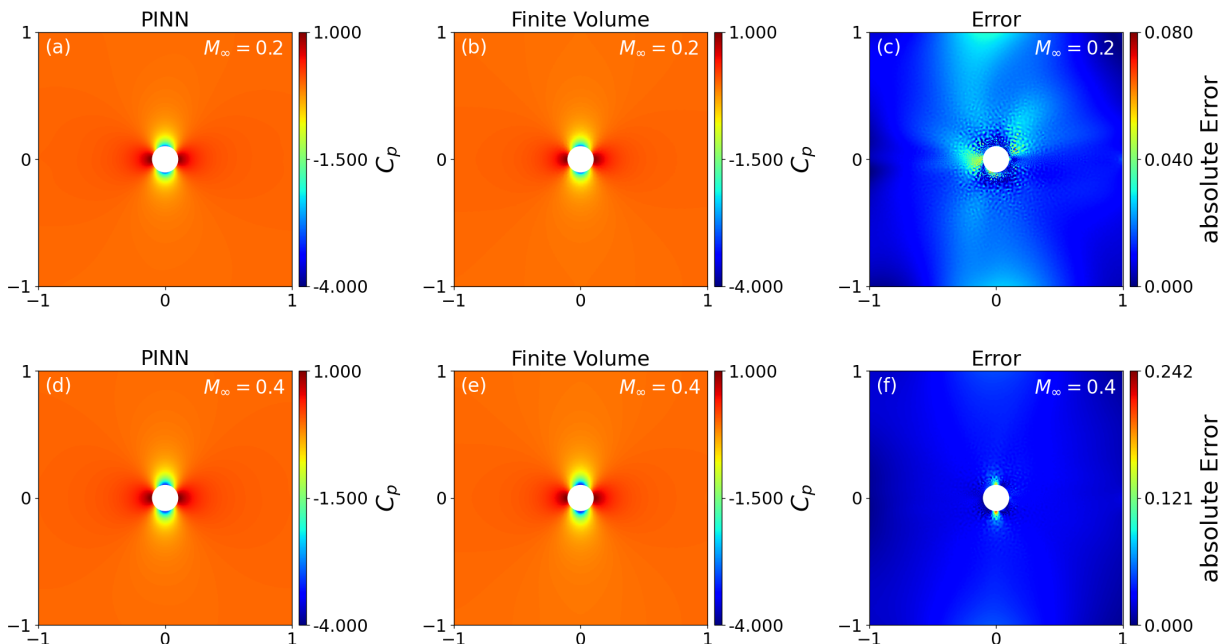 PINN
Finite Volume
Error
(a)
M∞ = 0.2
1
0
−1
−1
0
1
1.000
-1.500
-4.000
Cp
(b)
M∞ = 0.2
1
0
−1
−1
0
1
1.000
-1.500
-4.000
Cp
(c)
M∞ = 0.2
1
0
−1
−1
0
1
0.080
0.040
0.000
absolute Error
PINN
Finite Volume
Error
(d)
M∞ = 0.4
1
0
−1
−1
0
1
1.000
-1.500
-4.000
Cp
(e)
M∞ = 0.4
1
0
−1
−1
0
1
1.000
-1.500
-4.000
Cp
(f)
M∞ = 0.4
1
0
−1
−1
0
1
0.242
0.121
0.000
absolute Error